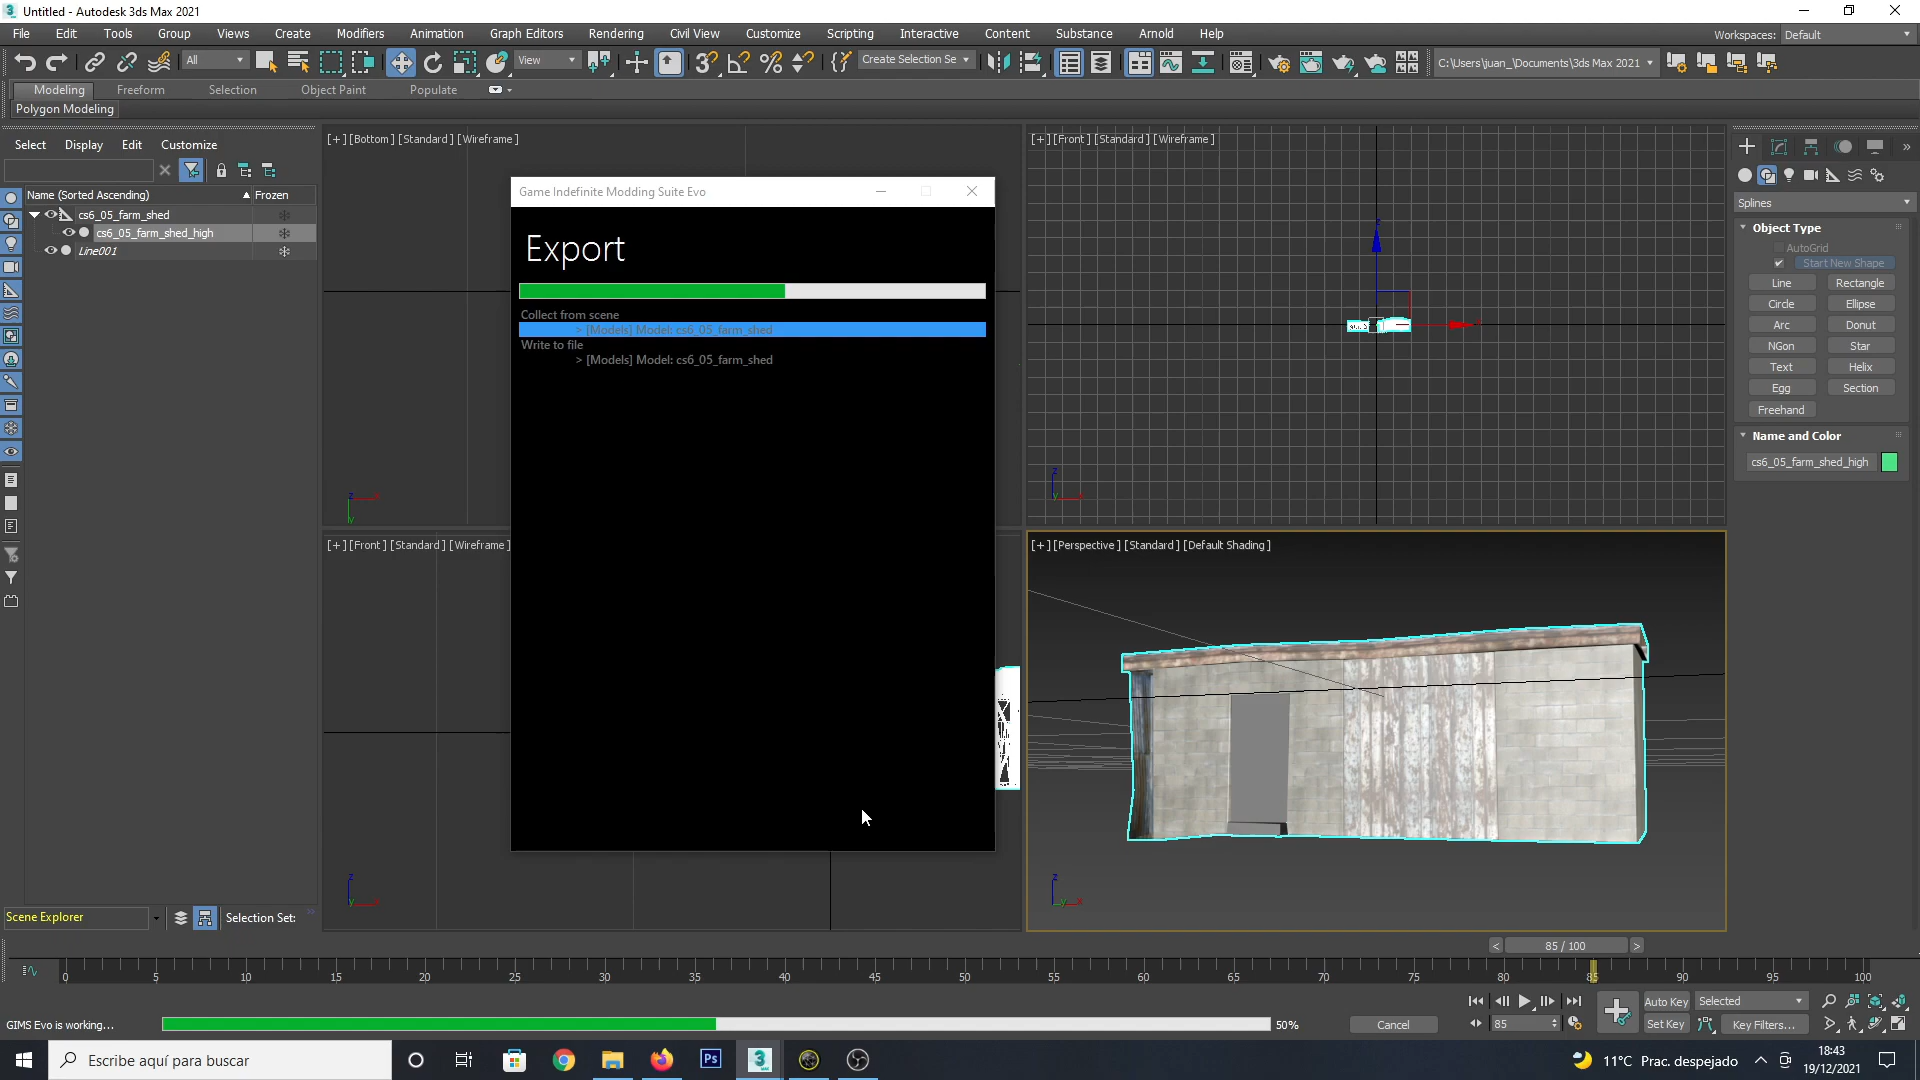 Untitled - Autodesk 3ds Max 2021
File Edit Tools Group Views Create Modifiers Animation Graph Editors Rendering Civil View Customize Scripting Interactive Content Substance Arnold Help
Workspaces: Default
All
View
Create Selection Se
C:\Users\juan_\Documents\3ds Max 2021
Modeling Freeform Selection Object Paint Populate
Polygon Modeling
Select Display Edit Customize
Name (Sorted Ascending) Frozen
cs6_05_farm_shed
cs6_05_farm_shed_high
Line001
[+] [Bottom] [Standard] [Wireframe]
[+] [Front] [Standard] [Wireframe]
Game Indefinite Modding Suite Evo
Export
Collect from scene
> [Models] Model: cs6_05_farm_shed
Write to file
> [Models] Model: cs6_05_farm_shed
[+] [Front] [Standard] [Wireframe]
[+] [Perspective] [Standard] [Default Shading]
Splines
Object Type
AutoGrid
Start New Shape
Line Rectangle
Circle Ellipse
Arc Donut
NGon Star
Text Helix
Egg Section
Freehand
Name and Color
cs6_05_farm_shed_high
Scene Explorer
Selection Set:
< 85 / 100 >
0 5 10 15 20 25 30 35 40 45 50 55 60 65 70 75 80 85 90 95 100
GIMS Evo is working...
50%
Cancel
85
Auto Key Selected
Set Key Key Filters...
Escribe aquí para buscar
11°C Prac. despejado
18:43
19/12/2021